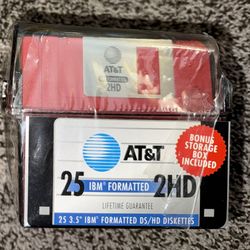 AT&T
2HD
BONUS
STORAGE
BOX
INCLUDED
AT&T
25 IBM® FORMATTED 2HD
LIFETIME GUARANTEE
25 3.5" IBM® FORMATTED DS/HD DISKETTES